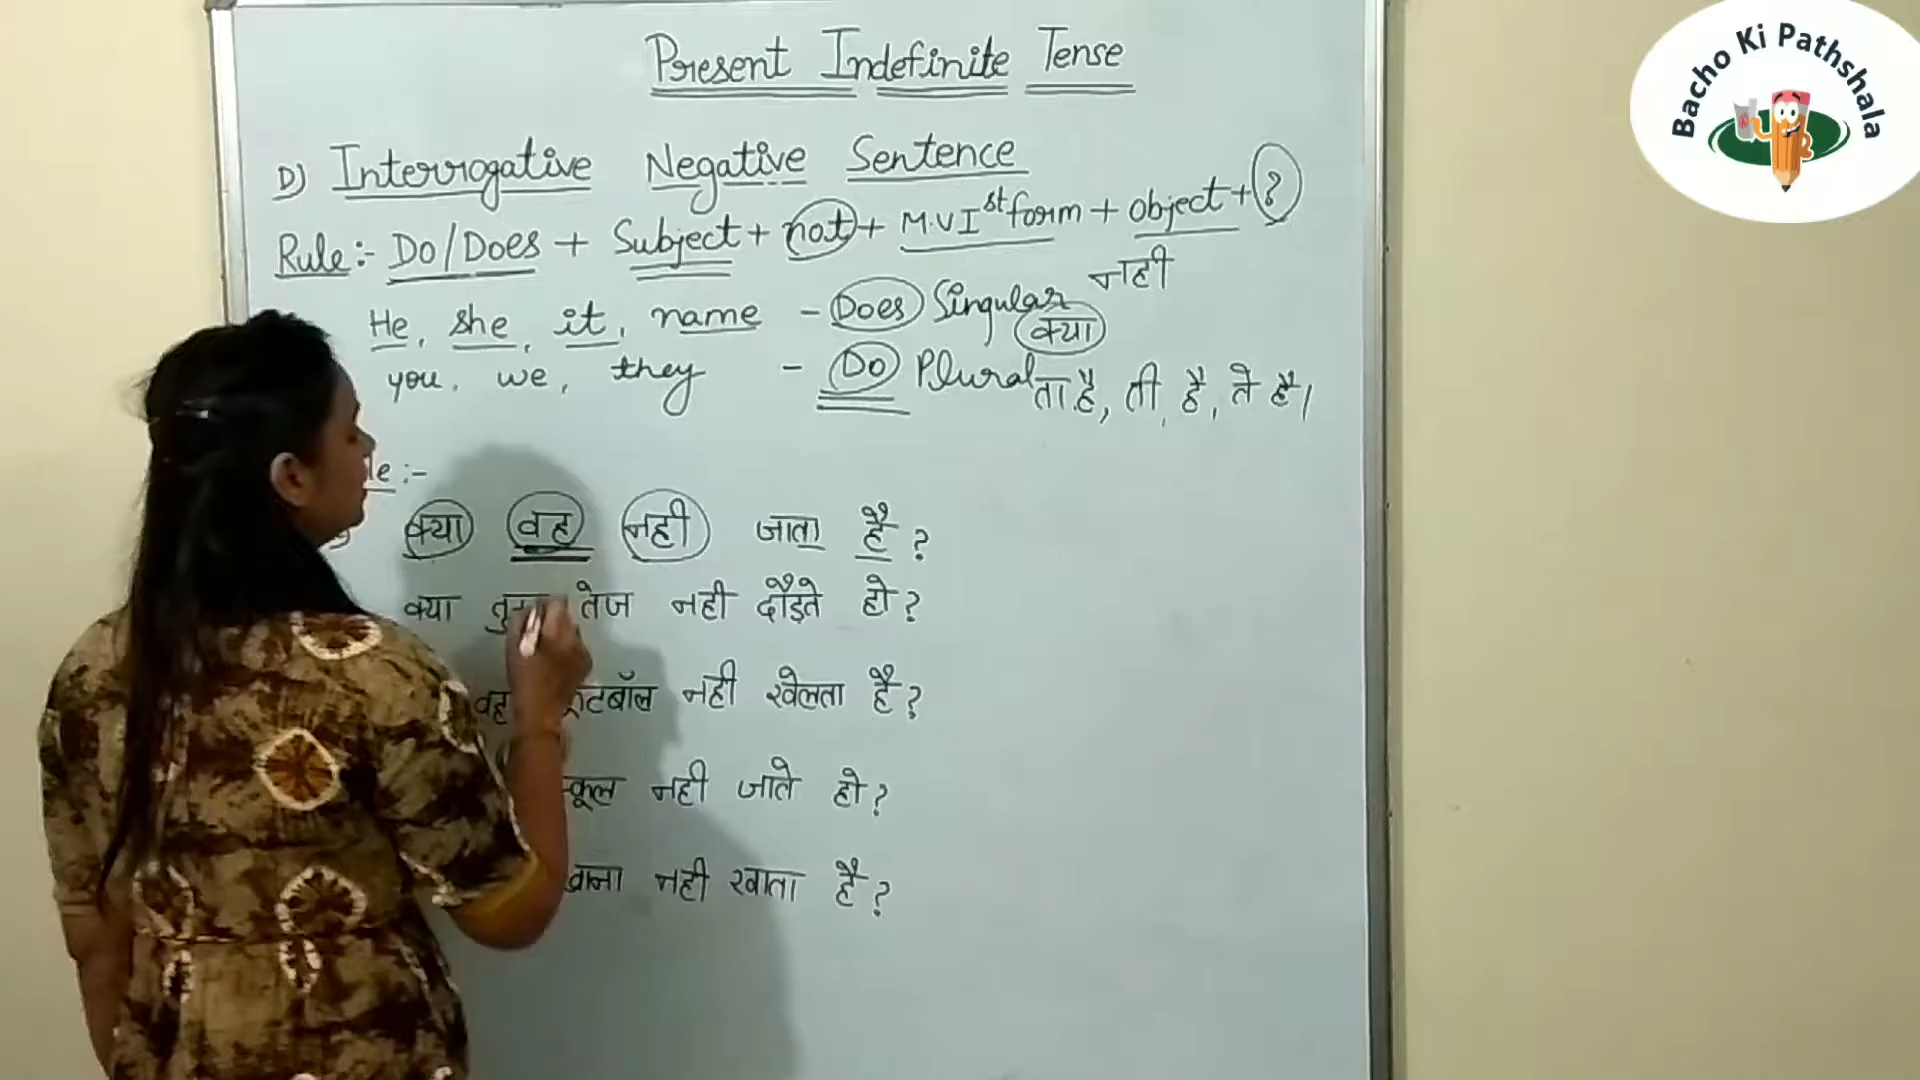 Present Indefinite Tense
Bacho Ki Pathshala
D) Interrogative Negative Sentence
Rule:- Do/Does + Subject + not + M.V Ist form + object + ?
नही
He, she, it, name - Does Singular
क्या
you, we, they - Do Plural
ता है, ती है, ते हैं।
le :-
क्या वह नही जाता है ?
क्या तेज नही दौड़ते हो ?
वह नही खेलता है ?
नही जाते हो ?
नही खाता है ?